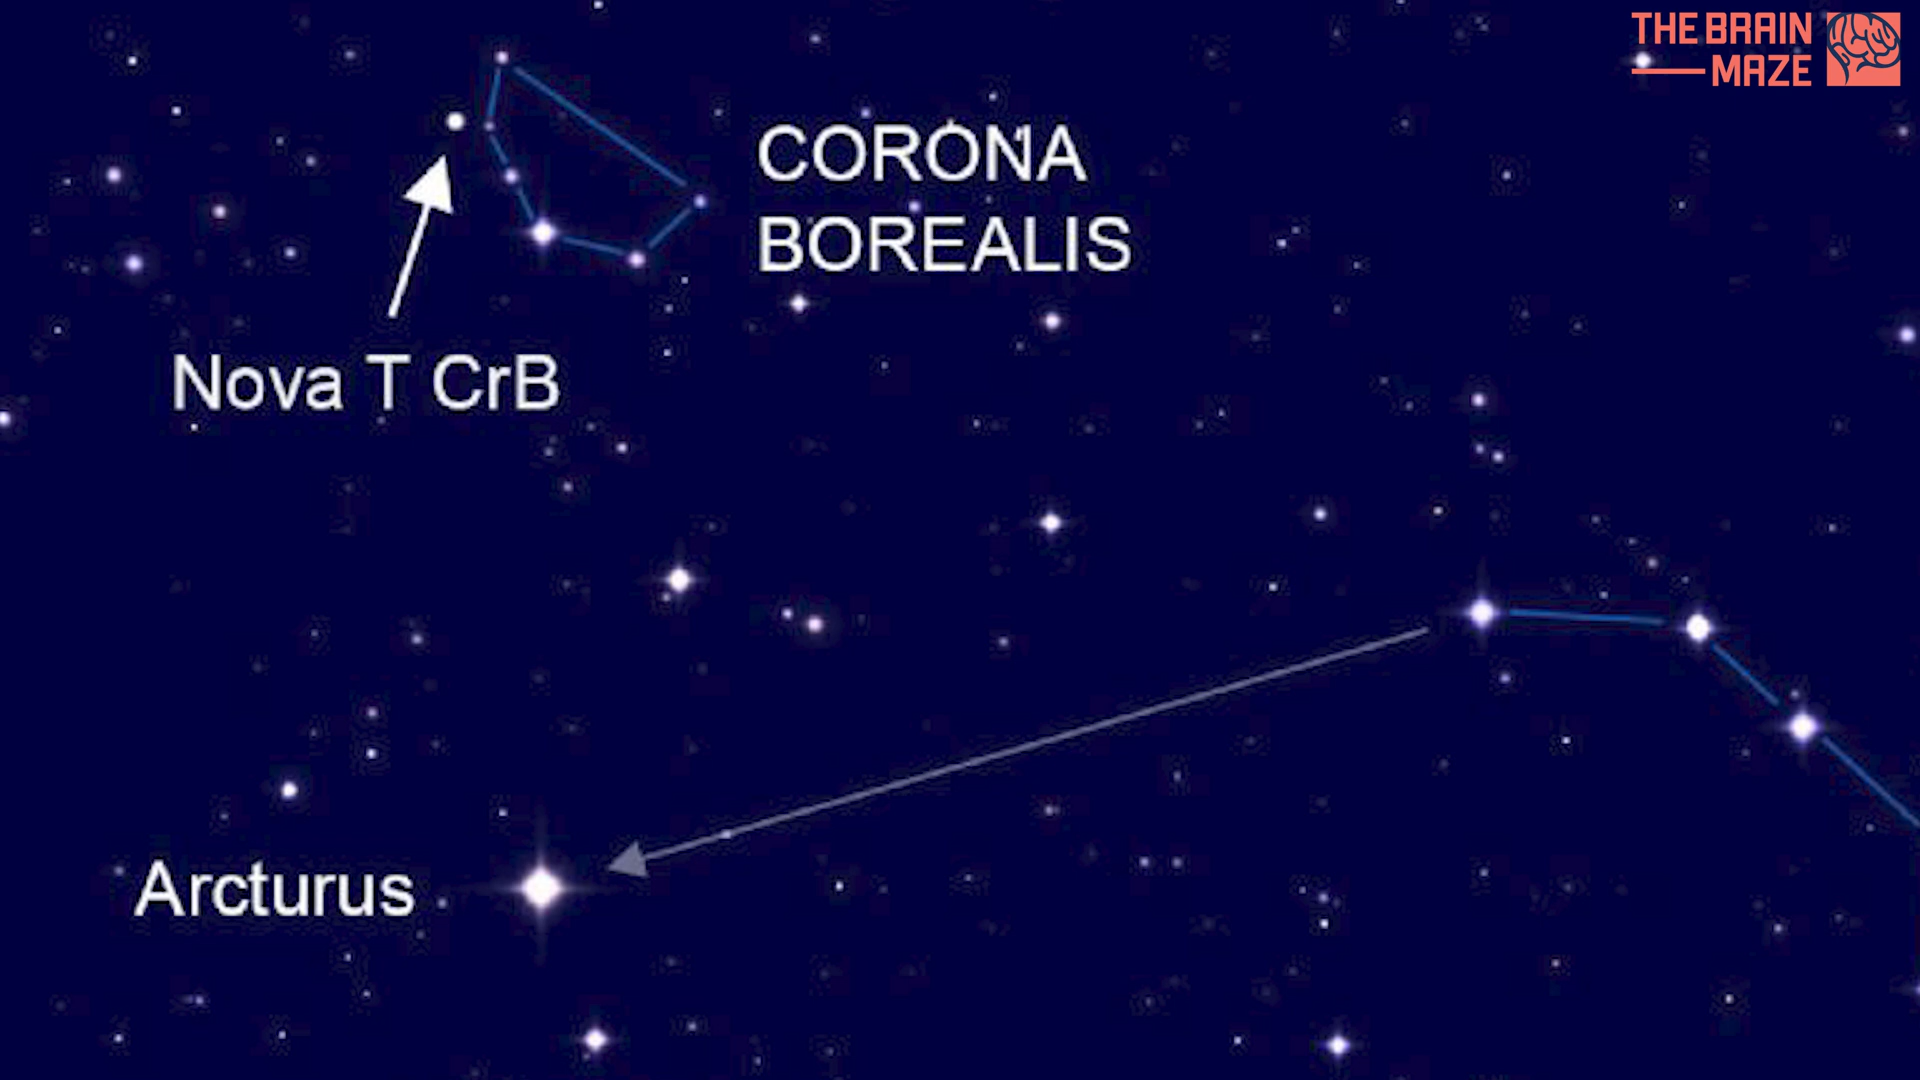 THE BRAIN
MAZE
CORONA
BOREALIS
Nova T CrB
Arcturus